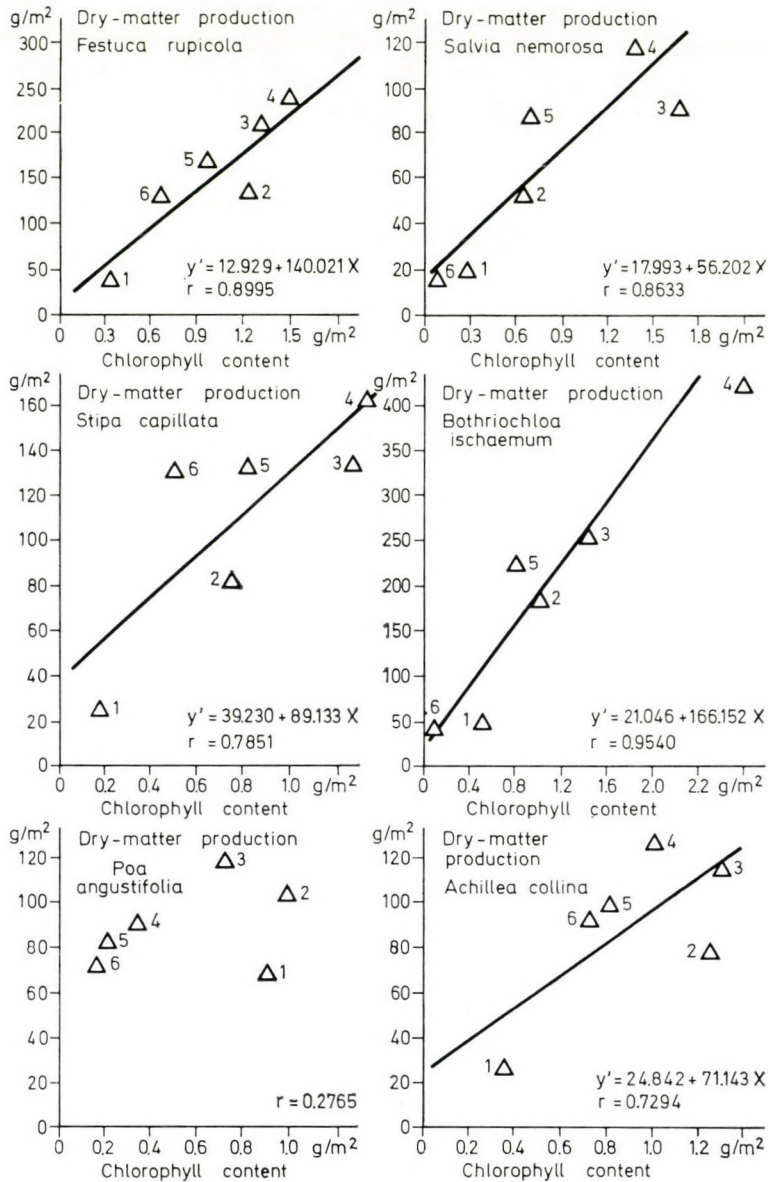 g/m²
Dry-matter production
Festuca rupicola
300
250
200
150
100
50
0
4
3
5
6
2
1
y' = 12.929 + 140.021 X
r = 0.8995
0 0.3 0.6 0.9 1.2 1.5 g/m²
Chlorophyll content
g/m²
Dry-matter production
Salvia nemorosa
120
100
80
60
40
20
0
4
3
5
2
6
1
y' = 17.993 + 56.202 X
r = 0.8633
0 0.3 0.6 0.9 1.2 1.5 1.8 g/m²
Chlorophyll content
g/m²
Dry-matter production
Stipa capillata
160
140
120
100
80
60
40
20
0
4
6
5
3
2
1
y' = 39.230 + 89.133 X
r = 0.7851
0 0.2 0.4 0.6 0.8 1.0 g/m²
Chlorophyll content
g/m²
Dry-matter production
Bothriochloa
ischaemum
400
350
300
250
200
150
100
50
0
4
3
5
2
6
1
y' = 21.046 + 166.152 X
r = 0.9540
0 0.4 0.8 1.2 1.6 2.0 2.2 g/m²
Chlorophyll content
g/m²
Dry-matter production
Poa
angustifolia
120
100
80
60
40
20
0
3
2
4
5
6
1
r = 0.2765
0 0.2 0.4 0.6 0.8 1.0 g/m²
Chlorophyll content
g/m²
Dry-matter
production
Achillea collina
120
100
80
60
40
20
0
4
3
5
6
2
1
y' = 24.842 + 71.143 X
r = 0.7294
0 0.2 0.4 0.6 0.8 1.0 1.2 g/m²
Chlorophyll content